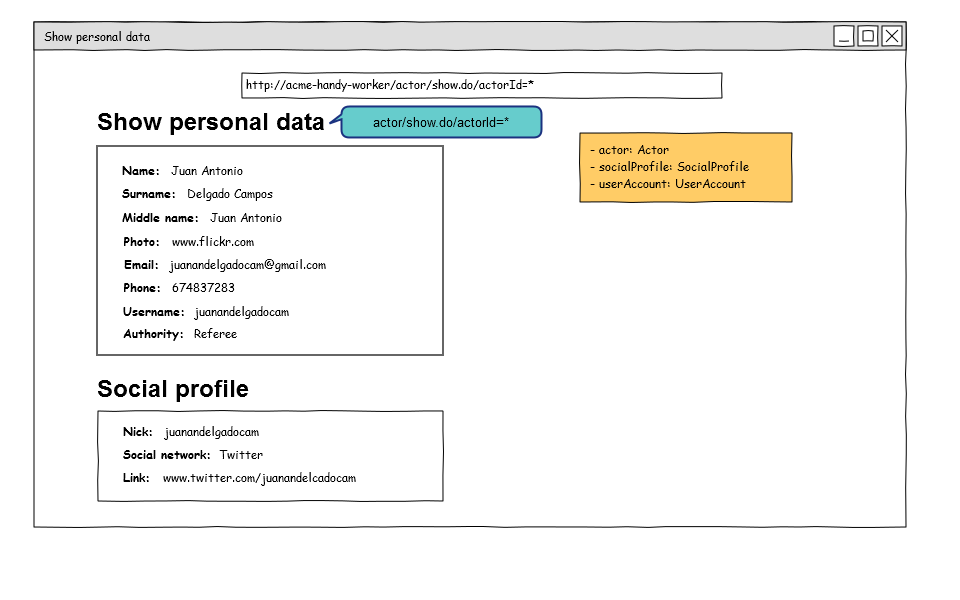 Show personal data
http://acme-handy-worker/actor/show.do/actorId=*
Show personal data
actor/show.do/actorId=*
- actor: Actor
- socialProfile: SocialProfile
- userAccount: UserAccount
Name: Juan Antonio
Surname: Delgado Campos
Middle name: Juan Antonio
Photo: www.flickr.com
Email: juanandelgadocam@gmail.com
Phone: 674837283
Username: juanandelgadocam
Authority: Referee
Social profile
Nick: juanandelgadocam
Social network: Twitter
Link: www.twitter.com/juanandelcadocam